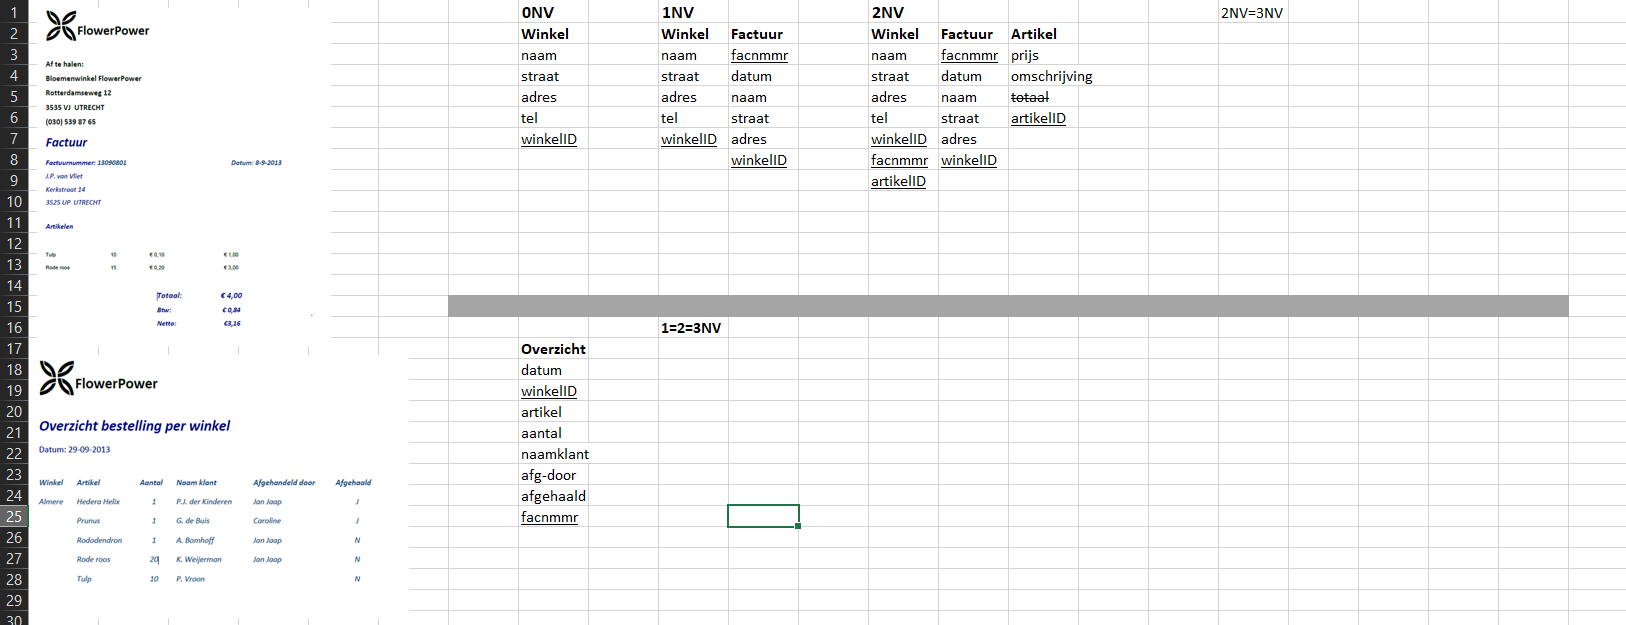 0NV 1NV 2NV 2NV=3NV
Winkel Winkel Factuur Winkel Factuur Artikel
naam naam facnmmr naam facnmmr prijs
straat straat datum straat datum omschrijving
adres adres naam adres naam totaal
tel tel straat tel straat artikelID
winkelID winkelID adres winkelID adres
winkelID facnmmr winkelID
artikelID
1=2=3NV
Overzicht
datum
winkelID
artikel
aantal
naamklant
afg-door
afgehaald
facnmmr
FlowerPower
Af te halen:
Bloemenwinkel FlowerPower
Rotterdamseweg 12
3535 VJ UTRECHT
(030) 539 87 65
Factuur
Factuurnummer: 13090801 Datum: 8-9-2013
J.P. van Vliet
Kerkstraat 14
3525 UP UTRECHT
Artikelen
Tulp 10 € 0,10 € 1,00
Rode roos 15 € 0,20 € 3,00
Totaal: € 4,00
Btw: € 0,84
Netto: €3,16
FlowerPower
Overzicht bestelling per winkel
Datum: 29-09-2013
Winkel Artikel Aantal Naam klant Afgehandeld door Afgehaald
Almere Hedera Helix 1 P.J. der Kinderen Jan Jaap J
Prunus 1 G. de Buis Caroline J
Rododendron 1 A. Bomhoff Jan Jaap N
Rode roos 20 K. Weijerman Jan Jaap N
Tulp 10 P. Vroon N
1
2
3
4
5
6
7
8
9
10
11
12
13
14
15
16
17
18
19
20
21
22
23
24
25
26
27
28
29
30